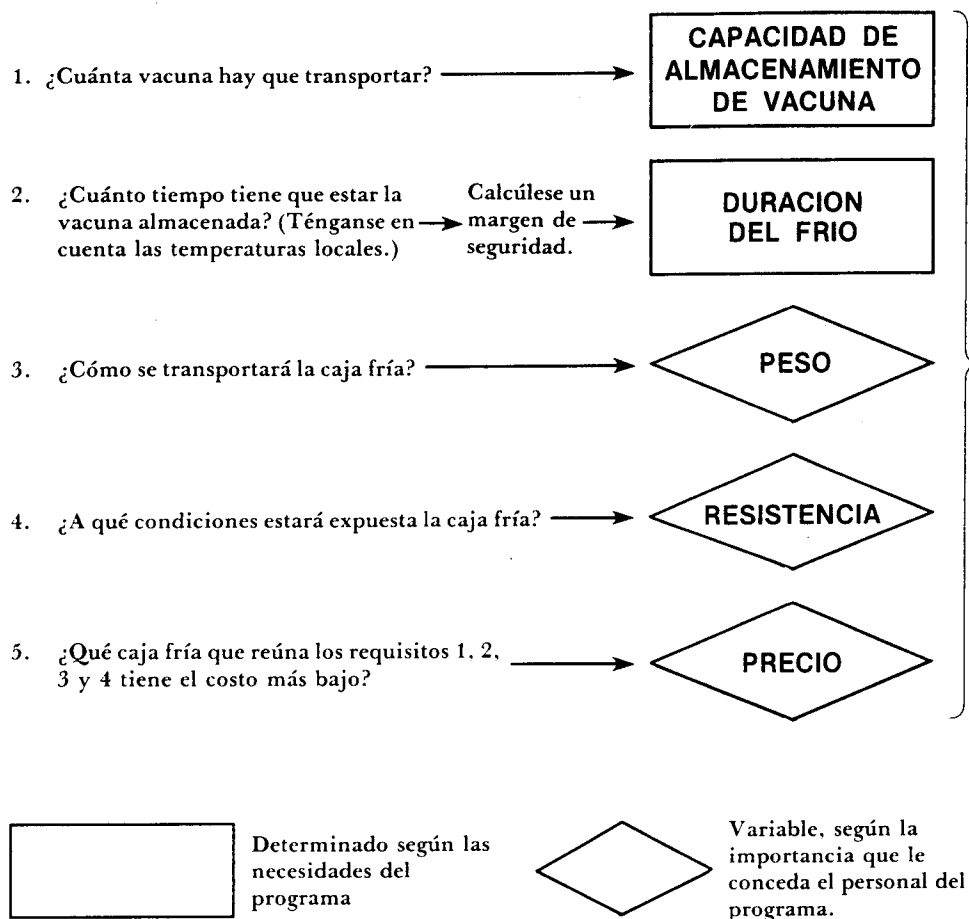 1. ¿Cuánta vacuna hay que transportar?
CAPACIDAD DE
ALMACENAMIENTO
DE VACUNA
2. ¿Cuánto tiempo tiene que estar la
vacuna almacenada? (Ténganse en
cuenta las temperaturas locales.)
Calcúlese un
margen de
seguridad.
DURACION
DEL FRIO
3. ¿Cómo se transportará la caja fría?
PESO
4. ¿A qué condiciones estará expuesta la caja fría?
RESISTENCIA
5. ¿Qué caja fría que reúna los requisitos 1, 2,
3 y 4 tiene el costo más bajo?
PRECIO
Determinado según las
necesidades del
programa
Variable, según la
importancia que le
conceda el personal del
programa.